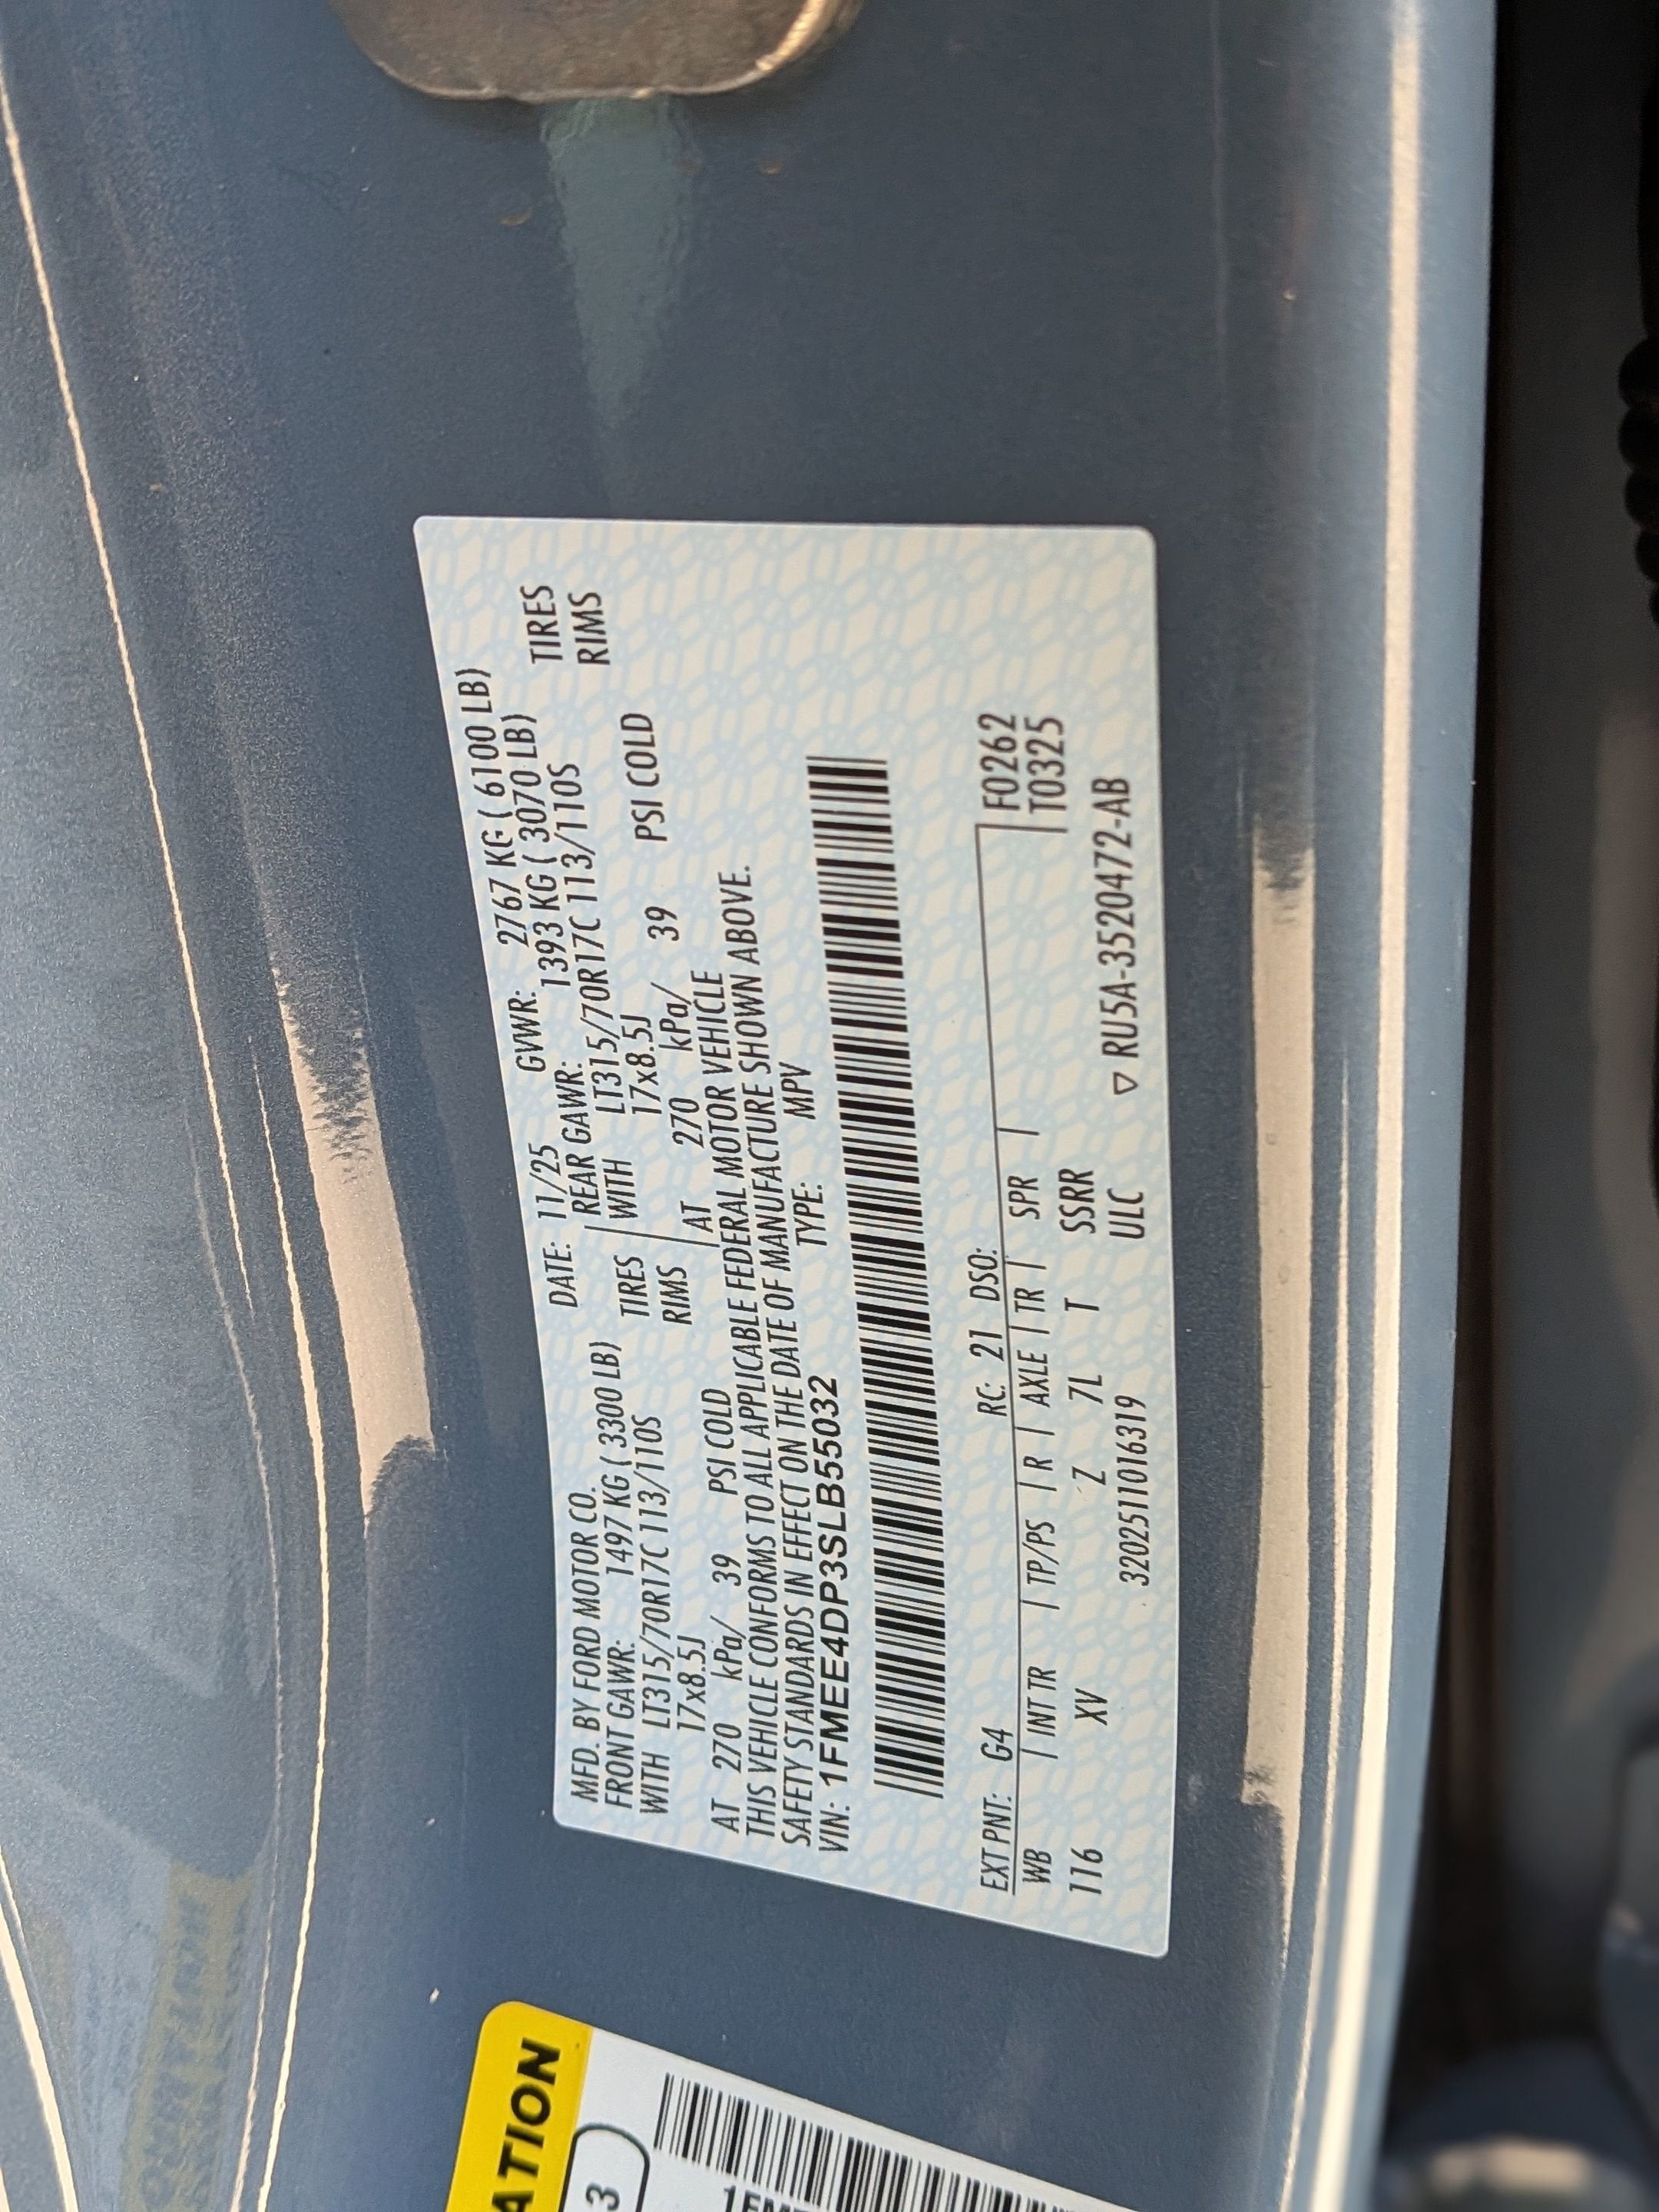 MFD. BY FORD MOTOR CO. DATE: 11/25 GVWR: 2767 KG ( 6100 LB)
FRONT GAWR: 1497 KG ( 3300 LB) REAR GAWR: 1393 KG ( 3070 LB)
WITH LT315/70R17C 113/110S TIRES WITH LT315/70R17C 113/110S TIRES
17x8.5J RIMS 17x8.5J RIMS
AT 270 kPa/ 39 PSI COLD AT 270 kPa/ 39 PSI COLD
THIS VEHICLE CONFORMS TO ALL APPLICABLE FEDERAL MOTOR VEHICLE
SAFETY STANDARDS IN EFFECT ON THE DATE OF MANUFACTURE SHOWN ABOVE.
VIN: 1FMEE4DP3SLB55032 TYPE: MPV
EXT PNT: G4 RC: 21 DSO: F0262
WB | INT TR | TP/PS | R | AXLE | TR | SPR | T0325
116 XV Z 7L T SSRR
3202511016319 ULC ▽ RU5A-3520472-AB
ATION
3